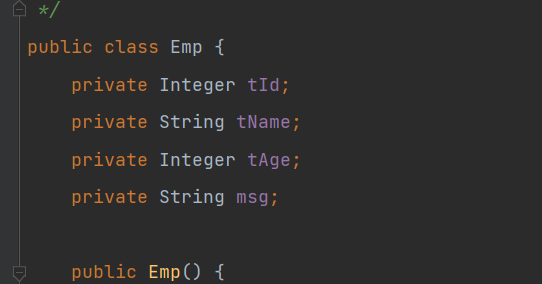 */
public class Emp {
private Integer tId;
private String tName;
private Integer tAge;
private String msg;
public Emp() {